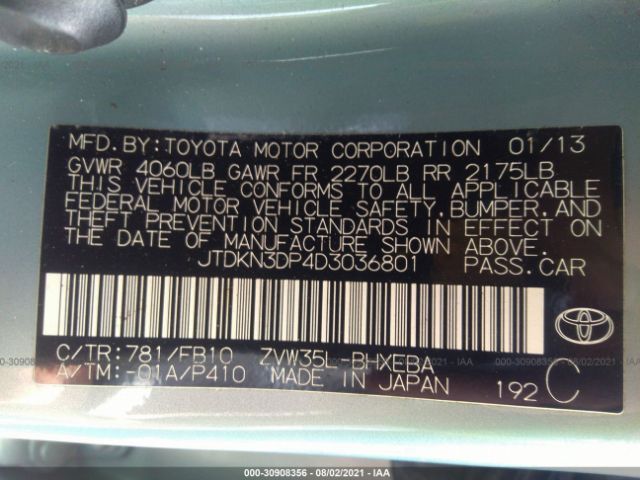 MFD.BY:TOYOTA MOTOR CORPORATION 01/13
GVWR 4060LB GAWR FR 2270LB RR 2175LB
THIS VEHICLE CONFORMS TO ALL APPLICABLE
FEDERAL MOTOR VEHICLE SAFETY,BUMPER,AND
THEFT PREVENTION STANDARDS IN EFFECT ON
THE DATE OF MANUFACTURE SHOWN ABOVE.
JTDKN3DP4D3036801 PASS.CAR
C/TR:781/FB10 ZVW35L-BHXEBA
A/TM:-01A/P410 MADE IN JAPAN 192 C
000-30908356 - 08/02/2021 - IAA